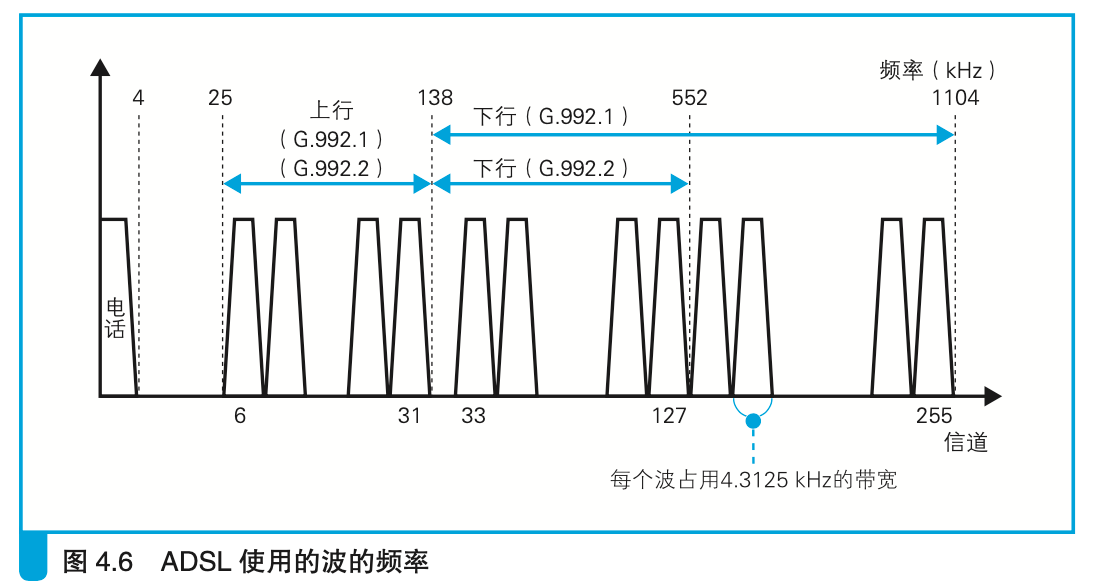 频率（kHz）
4
25
138
552
1104
上行
（G.992.1）
（G.992.2）
下行（G.992.1）
下行（G.992.2）
电话
6
31
33
127
255
信道
每个波占用4.3125 kHz的带宽
图 4.6 ADSL 使用的波的频率